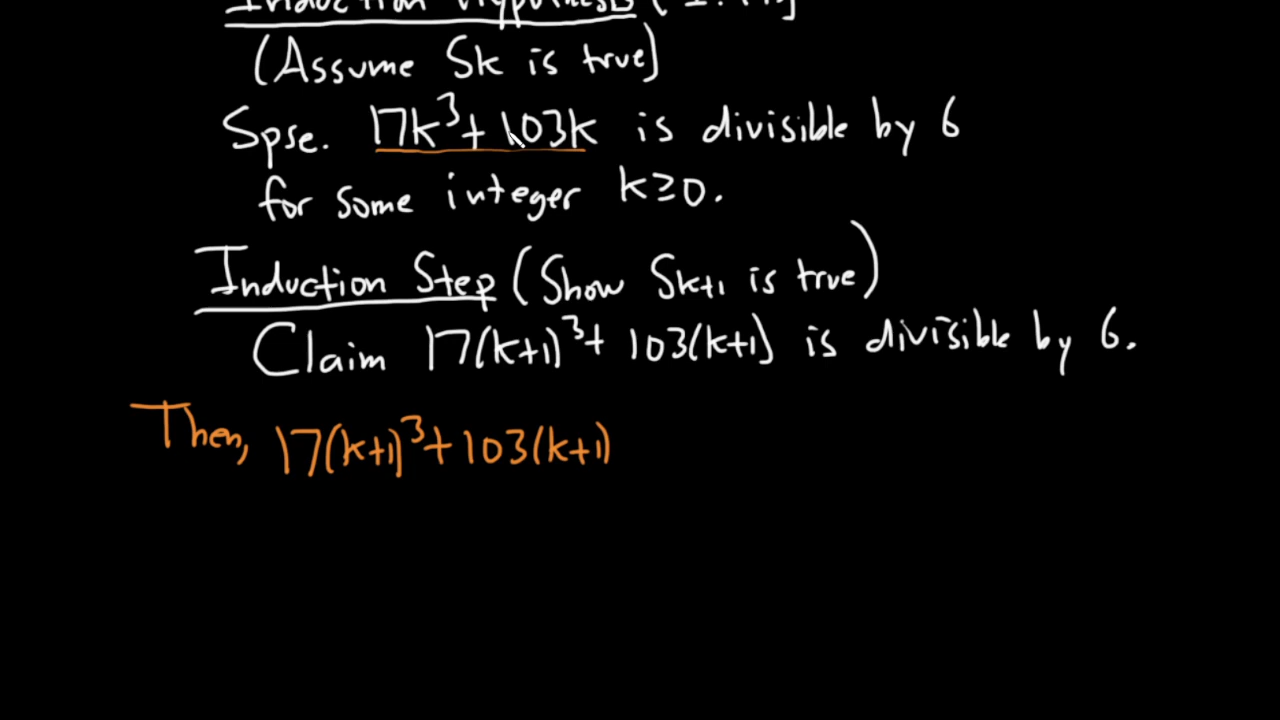 Induction Hypothesis
(Assume Sk is true)
Spse. 17k³ + 103k is divisible by 6
for some integer k≥0.
Induction Step (Show Sk+1 is true)
Claim 17(k+1)³ + 103(k+1) is divisible by 6.
Then, 17(k+1)³ + 103(k+1)